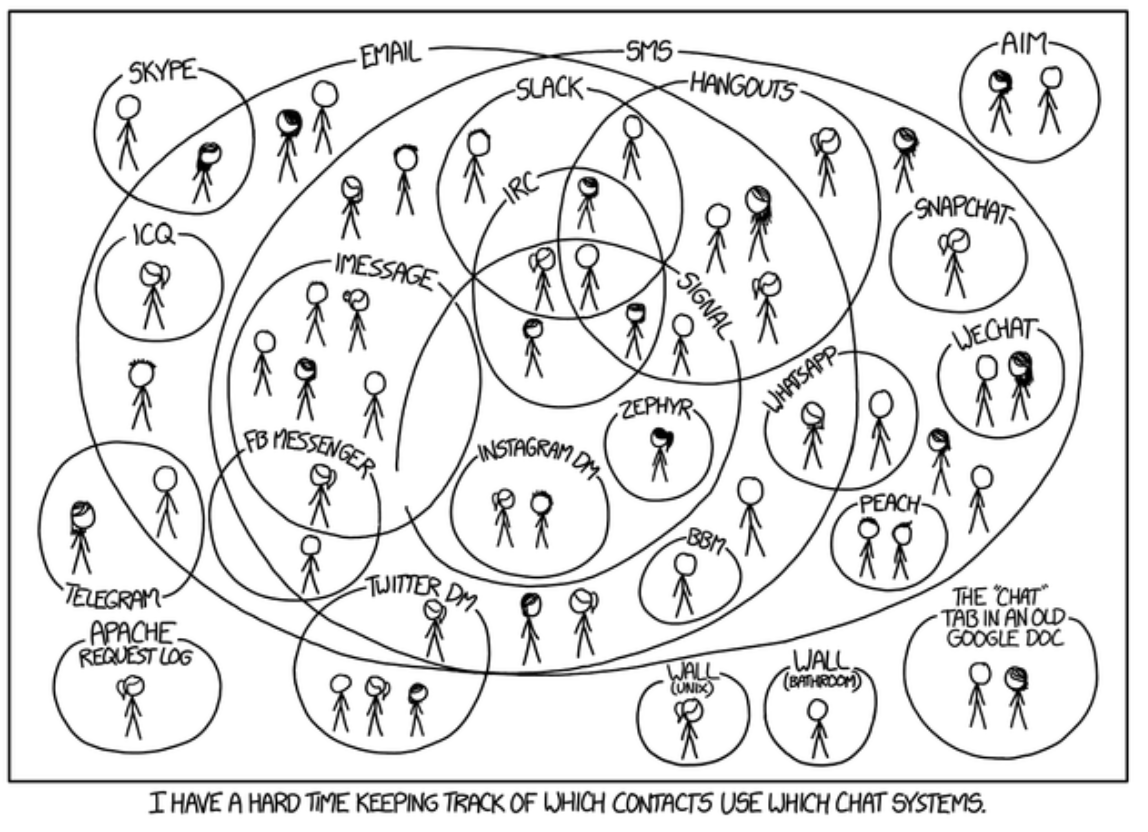 SKYPE
EMAIL
SMS
AIM
SLACK
HANGOUTS
IRC
SNAPCHAT
ICQ
IMESSAGE
SIGNAL
WECHAT
WHATSAPP
ZEPHYR
FB MESSENGER
INSTAGRAM DM
PEACH
BBM
TELEGRAM
TWITTER DM
THE "CHAT"
TAB IN AN OLD
GOOGLE DOC
APACHE
REQUEST LOG
WALL
(UNIX)
WALL
(BATHROOM)
I HAVE A HARD TIME KEEPING TRACK OF WHICH CONTACTS USE WHICH CHAT SYSTEMS.